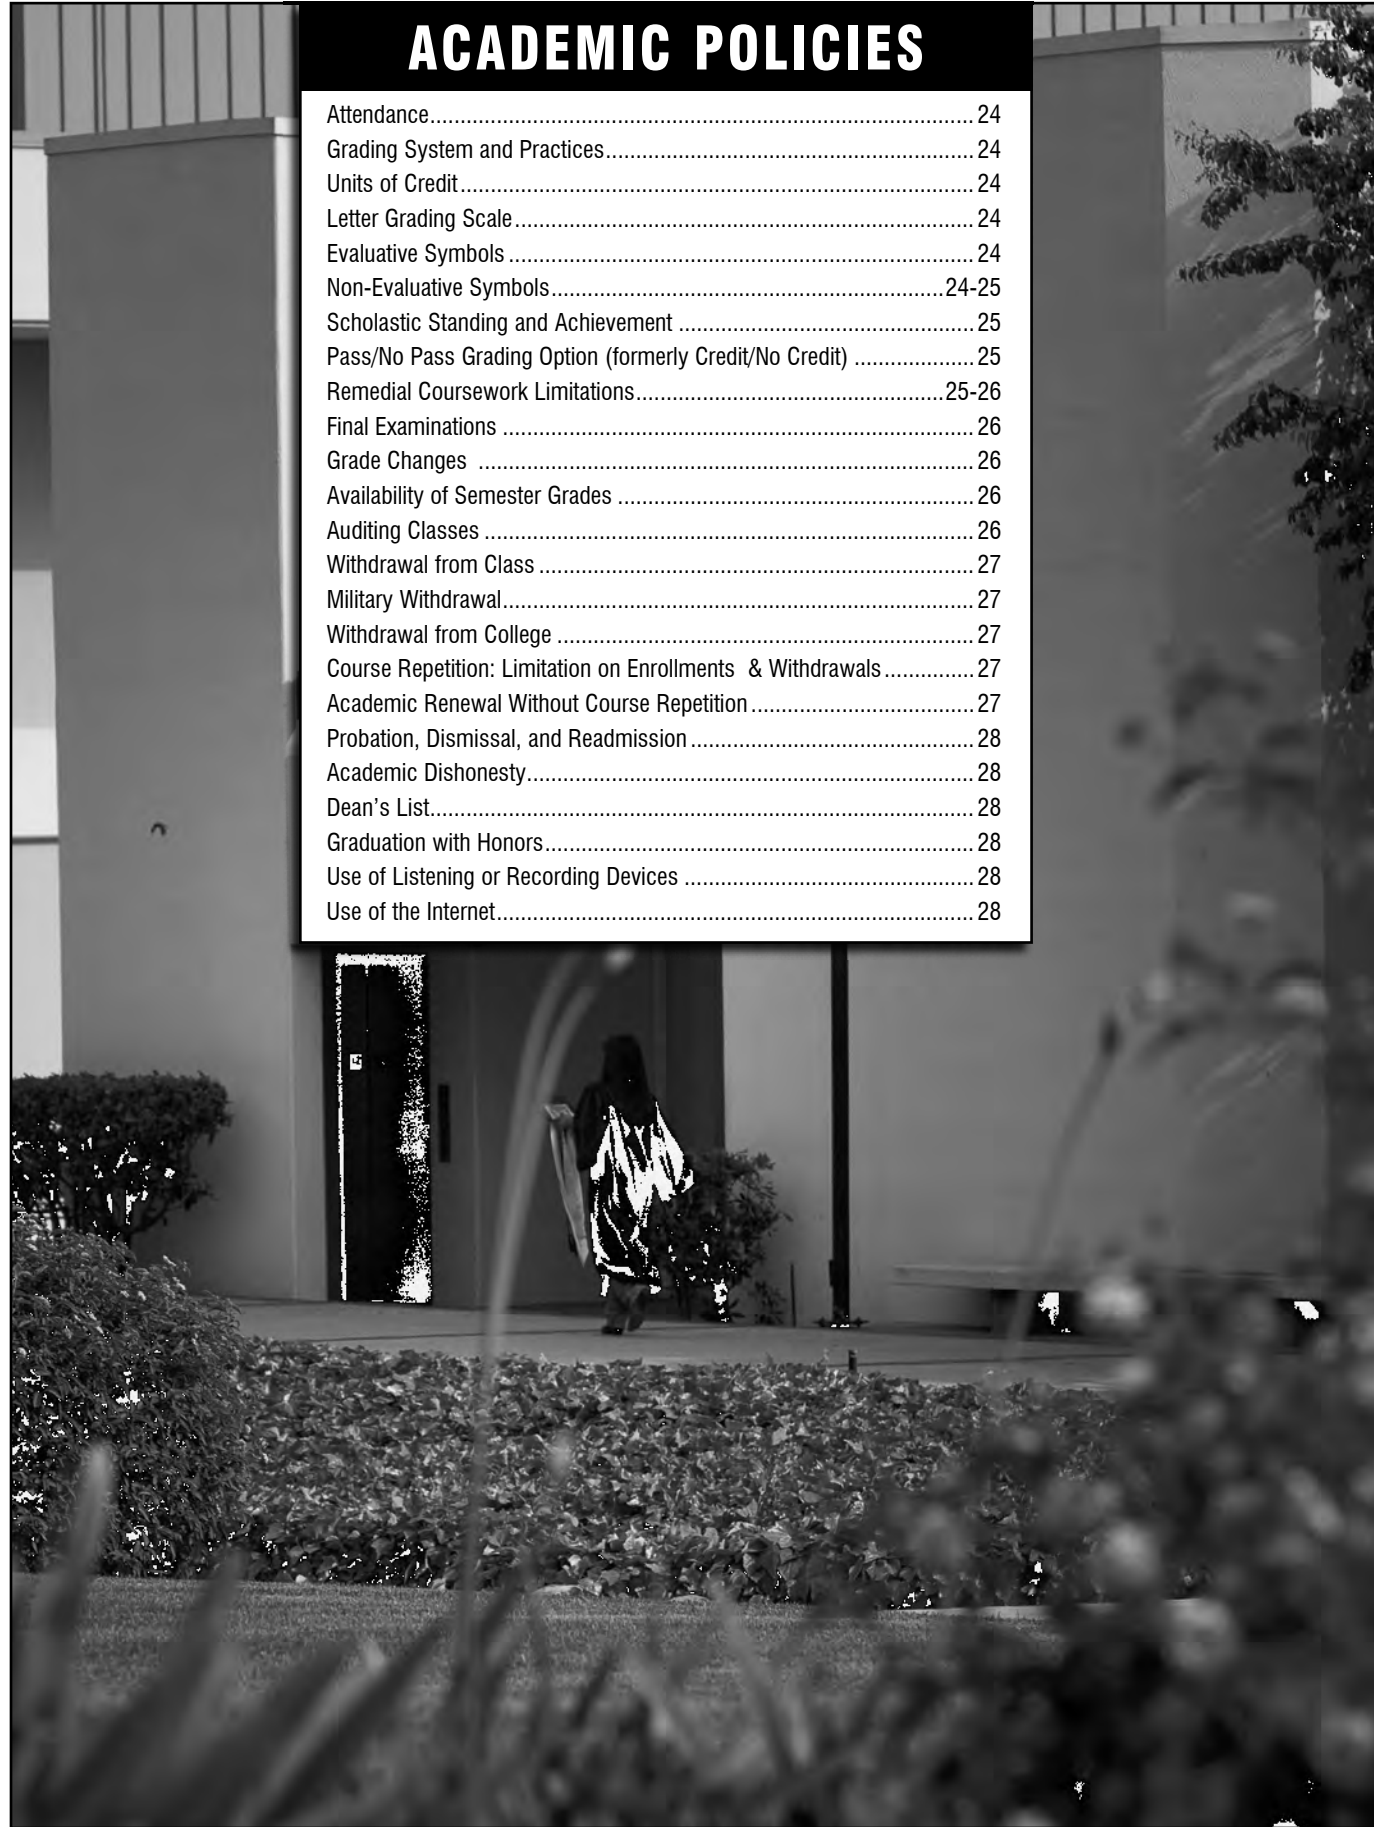 ACADEMIC POLICIES
Attendance........................................................................... 24
Grading System and Practices................................................... 24
Units of Credit....................................................................... 24
Letter Grading Scale............................................................... 24
Evaluative Symbols ................................................................ 24
Non-Evaluative Symbols......................................................24-25
Scholastic Standing and Achievement ......................................... 25
Pass/No Pass Grading Option (formerly Credit/No Credit) .................... 25
Remedial Coursework Limitations...........................................25-26
Final Examinations ................................................................. 26
Grade Changes .................................................................... 26
Availability of Semester Grades ................................................. 26
Auditing Classes .................................................................... 26
Withdrawal from Class ............................................................ 27
Military Withdrawal................................................................. 27
Withdrawal from College .......................................................... 27
Course Repetition: Limitation on Enrollments & Withdrawals............... 27
Academic Renewal Without Course Repetition..................................... 27
Probation, Dismissal, and Readmission ............................................... 28
Academic Dishonesty.............................................................. 28
Dean's List........................................................................... 28
Graduation with Honors........................................................... 28
Use of Listening or Recording Devices ................................................ 28
Use of the Internet.................................................................. 28